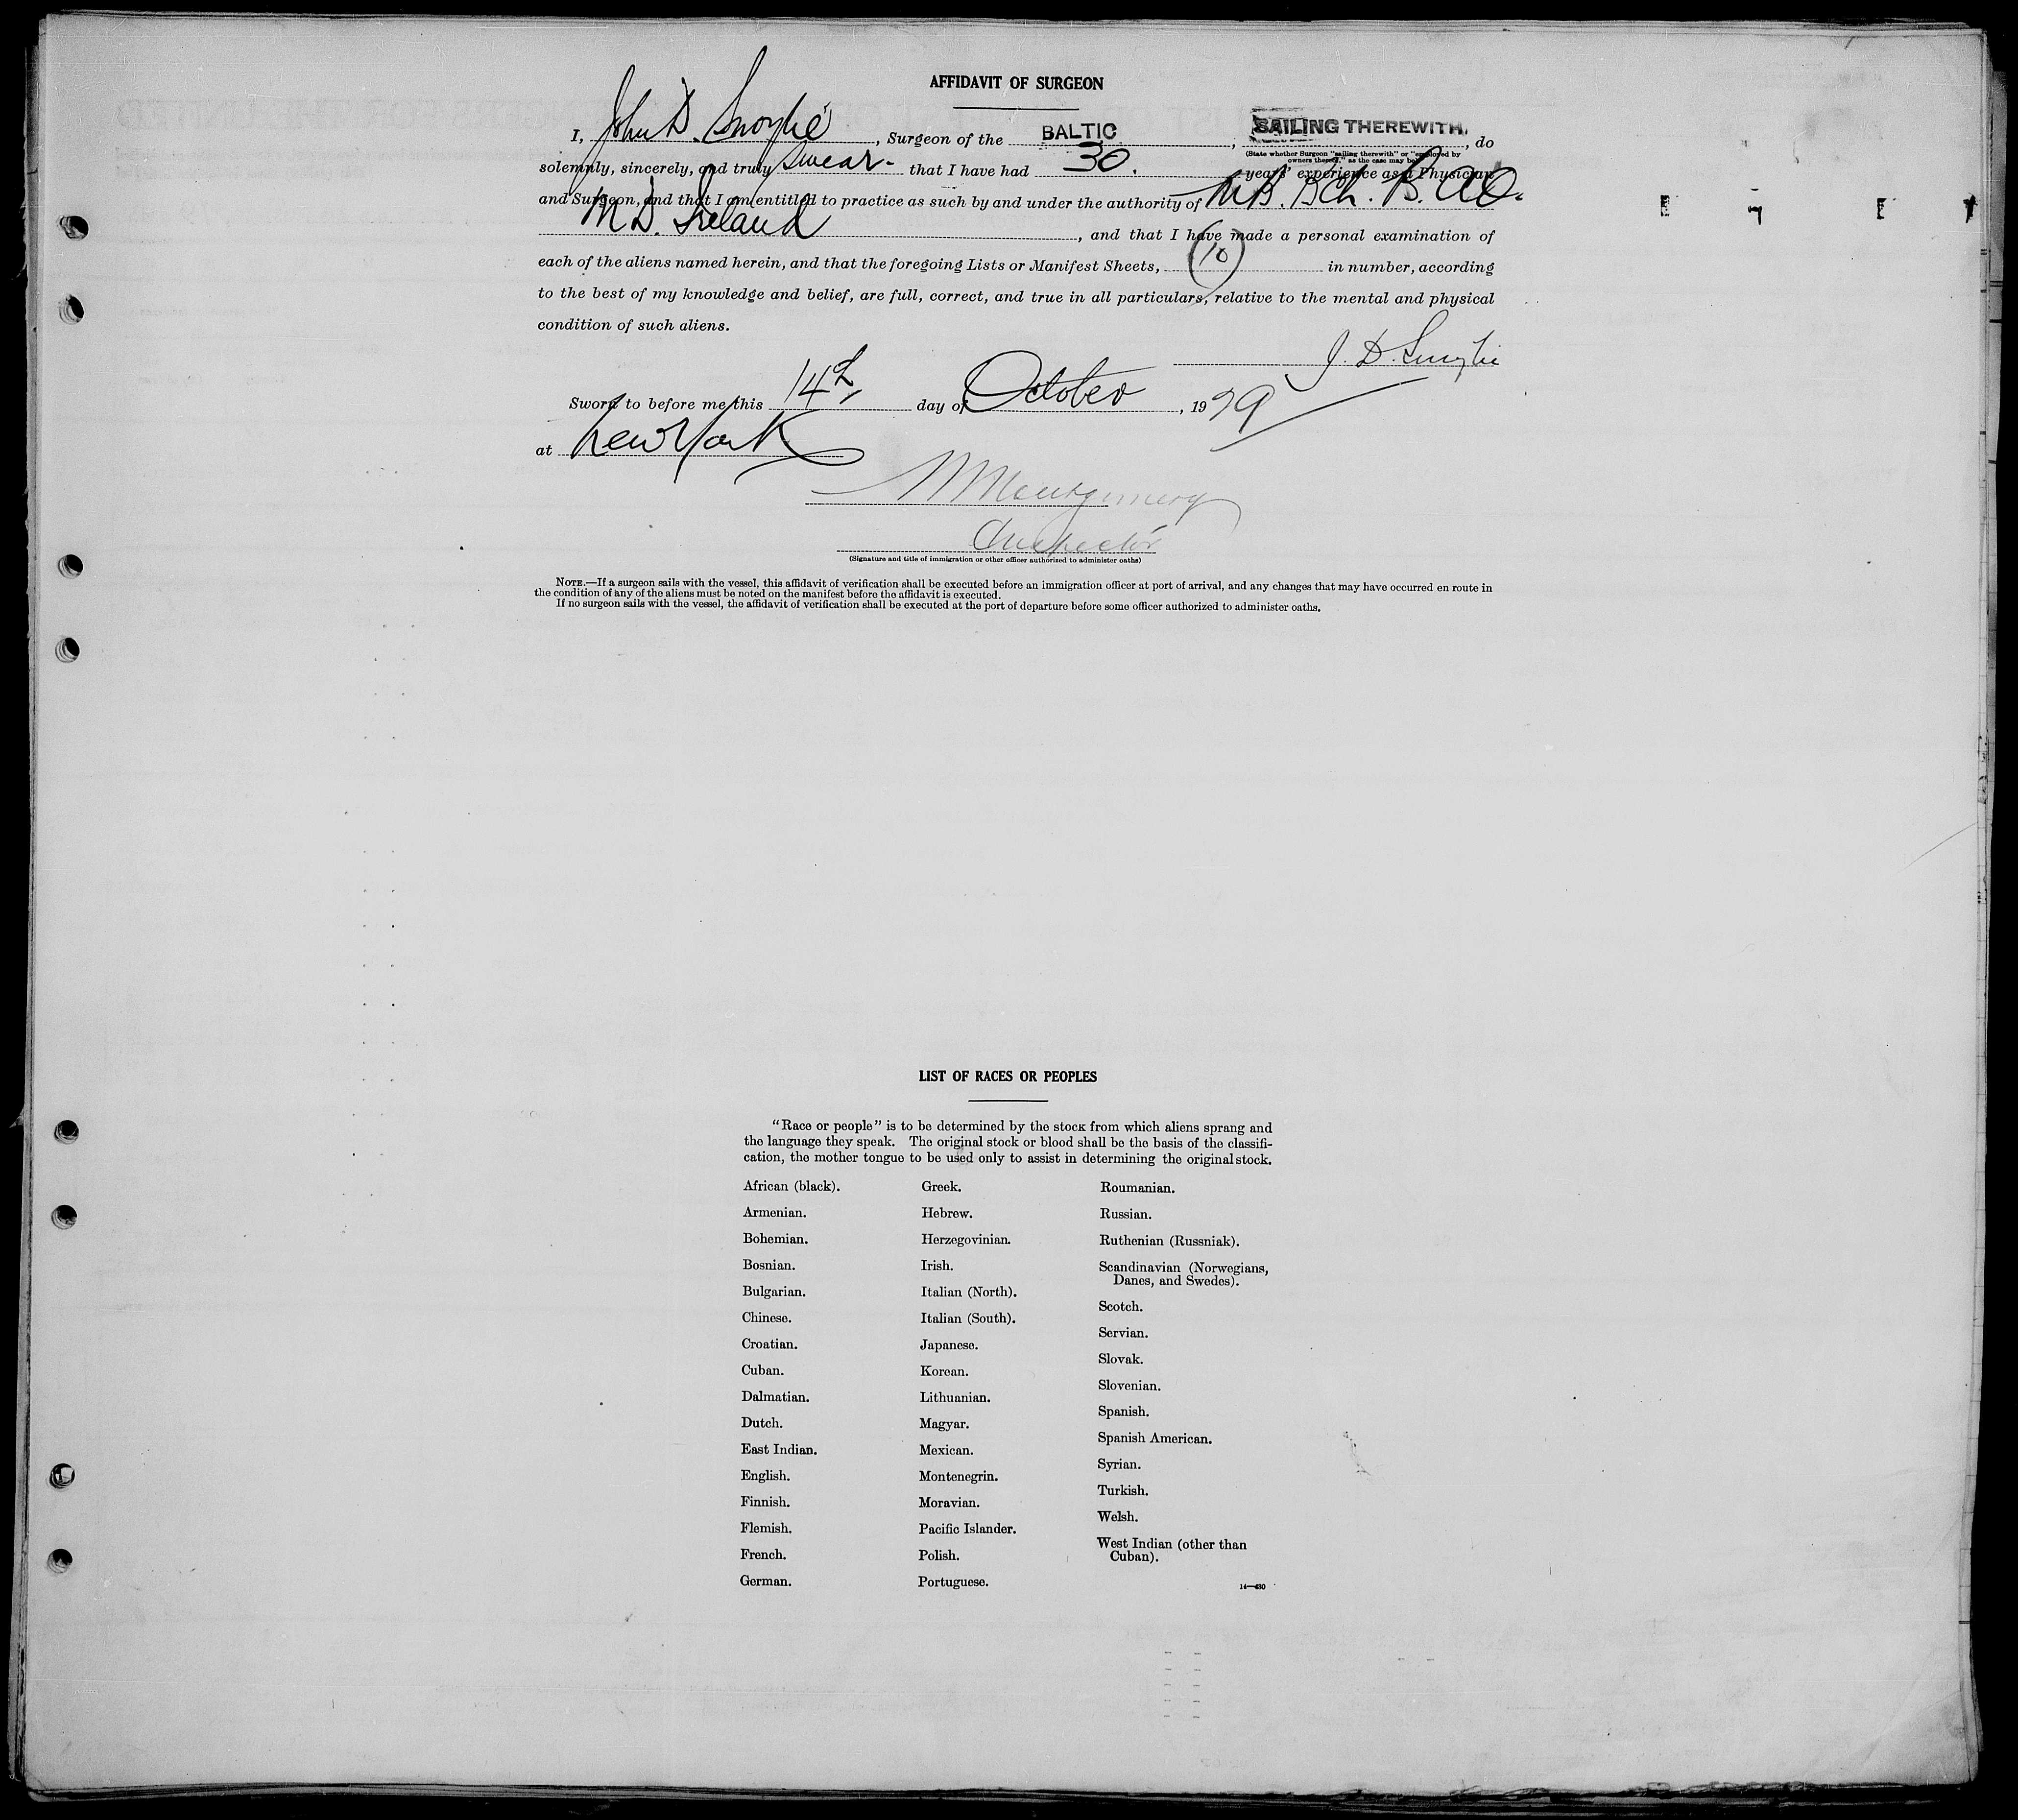 AFFIDAVIT OF SURGEON
I, John D. Smylie, Surgeon of the BALTIC, SAILING THEREWITH, do
(State whether Surgeon "sailing therewith" or "employed by
owners thereof," as the case may be)
solemnly, sincerely, and truly swear - that I have had 30. years' experience as a Physician
and Surgeon, and that I am entitled to practice as such by and under the authority of M.B. BCh. B.A.O.
M.D. Ireland, and that I have made a personal examination of
each of the aliens named herein, and that the foregoing Lists or Manifest Sheets, (10) in number, according
to the best of my knowledge and belief, are full, correct, and true in all particulars, relative to the mental and physical
condition of such aliens.
J. D. Smylie
Sworn to before me this 14th day of October, 1929
at New York
Montgomery
Inspector
(Signature and title of immigration or other officer authorized to administer oaths)
NOTE.—If a surgeon sails with the vessel, this affidavit of verification shall be executed before an immigration officer at port of arrival, and any changes that may have occurred en route in
the condition of any of the aliens must be noted on the manifest before the affidavit is executed.
If no surgeon sails with the vessel, the affidavit of verification shall be executed at the port of departure before some officer authorized to administer oaths.
LIST OF RACES OR PEOPLES
"Race or people" is to be determined by the stock from which aliens sprang and
the language they speak. The original stock or blood shall be the basis of the classifi-
cation, the mother tongue to be used only to assist in determining the original stock.
African (black).
Armenian.
Bohemian.
Bosnian.
Bulgarian.
Chinese.
Croatian.
Cuban.
Dalmatian.
Dutch.
East Indian.
English.
Finnish.
Flemish.
French.
German.
Greek.
Hebrew.
Herzegovinian.
Irish.
Italian (North).
Italian (South).
Japanese.
Korean.
Lithuanian.
Magyar.
Mexican.
Montenegrin.
Moravian.
Pacific Islander.
Polish.
Portuguese.
Roumanian.
Russian.
Ruthenian (Russniak).
Scandinavian (Norwegians,
Danes, and Swedes).
Scotch.
Servian.
Slovak.
Slovenian.
Spanish.
Spanish American.
Syrian.
Turkish.
Welsh.
West Indian (other than
Cuban).
14—430